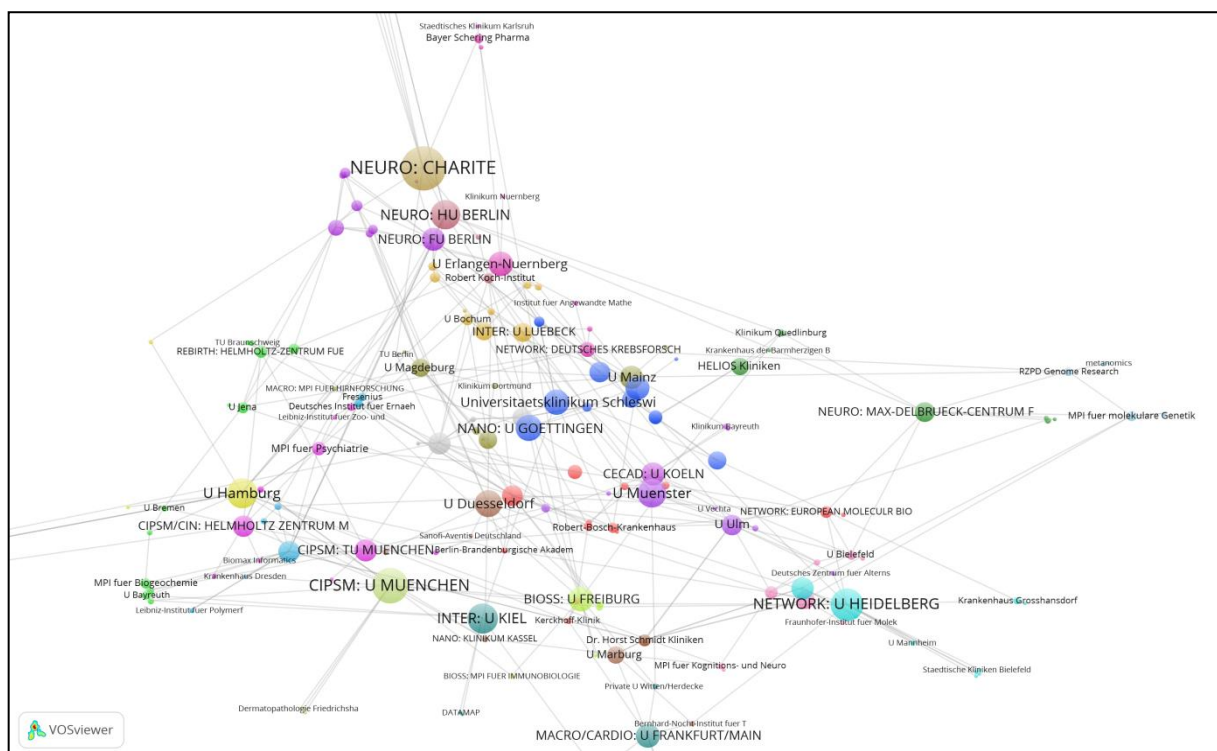 Staedtisches Klinikum Karlsruh
Bayer Schering Pharma
NEURO: CHARITE
Klinikum Nuernberg
NEURO: HU BERLIN
NEURO: FU BERLIN
U Erlangen-Nuernberg
Robert Koch-Institut
Institut fuer Angewandte Mathe
U Bochum
INTER: U LUEBECK
Klinikum Quedlinburg
TU Braunschweig
REBIRTH: HELMHOLTZ-ZENTRUM FUE
NETWORK: DEUTSCHES KREBSFORSCH
Krankenhaus der Barmherzigen B
TU Berlin
U Magdeburg
HELIOS Kliniken
metanomics
RZPD Genome Research
U Mainz
MACRO: MPI FUER HIRNFORSCHUNG
Klinikum Dortmund
Fresenius
Universitaetsklinikum Schleswi
U Jena
Deutsches Institut fuer Ernaeh
Leibniz-Institut fuer Zoo- und
NEURO: MAX-DELBRUECK-CENTRUM F
MPI fuer molekulare Genetik
NANO: U GOETTINGEN
Klinikum Bayreuth
MPI fuer Psychiatrie
CECAD: U KOELN
U Hamburg
U Muenster
U Duesseldorf
U Bremen
U Vechta
NETWORK: EUROPEAN MOLECULR BIO
CIPSM/CIN: HELMHOLTZ ZENTRUM M
Robert-Bosch-Krankenhaus
U Ulm
Sanofi-Aventis Deutschland
CIPSM: TU MUENCHEN
Berlin-Brandenburgische Akadem
U Bielefeld
Biomax Informatics
Krankenhaus Dresden
Deutsches Zentrum fuer Alterns
MPI fuer Biogeochemie
CIPSM: U MUENCHEN
U Bayreuth
BIOSS: U FREIBURG
NETWORK: U HEIDELBERG
Krankenhaus Grosshansdorf
Leibniz-Institut fuer Polymerf
INTER: U KIEL
Kerckhoff-Klinik
Fraunhofer-Institut fuer Molek
NANO: KLINIKUM KASSEL
Dr. Horst Schmidt Kliniken
U Mannheim
U Marburg
MPI fuer Kognitions- und Neuro
Staedtische Kliniken Bielefeld
BIOSS: MPI FUER IMMUNOBIOLOGIE
Private U Witten/Herdecke
Dermatopathologie Friedrichsha
DATAMAP
Bernhard-Nocht-Institut fuer T
MACRO/CARDIO: U FRANKFURT/MAIN
VOSviewer